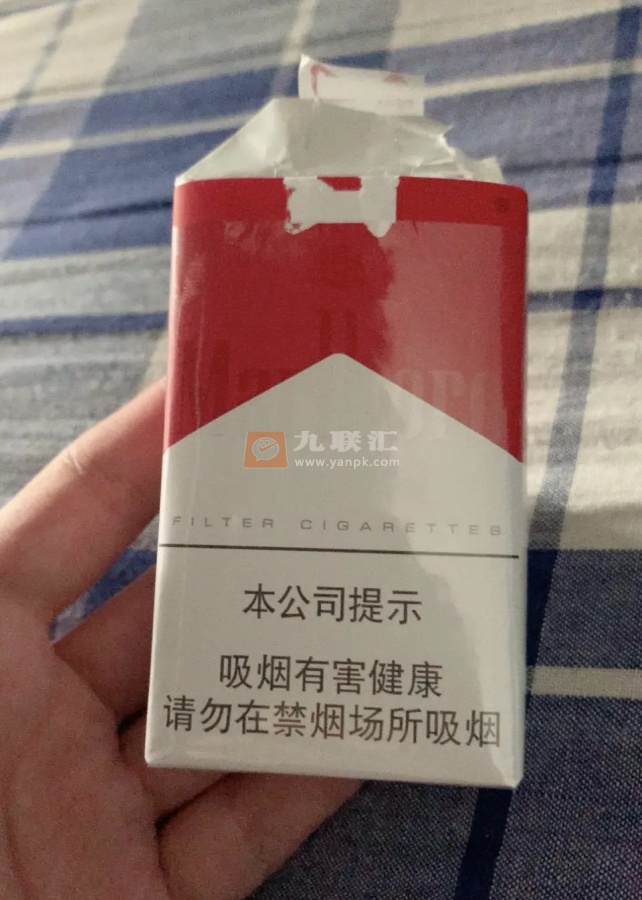 Marlboro
九联汇
www.yanpk.com
FILTER CIGARETTES
本公司提示
吸烟有害健康
请勿在禁烟场所吸烟